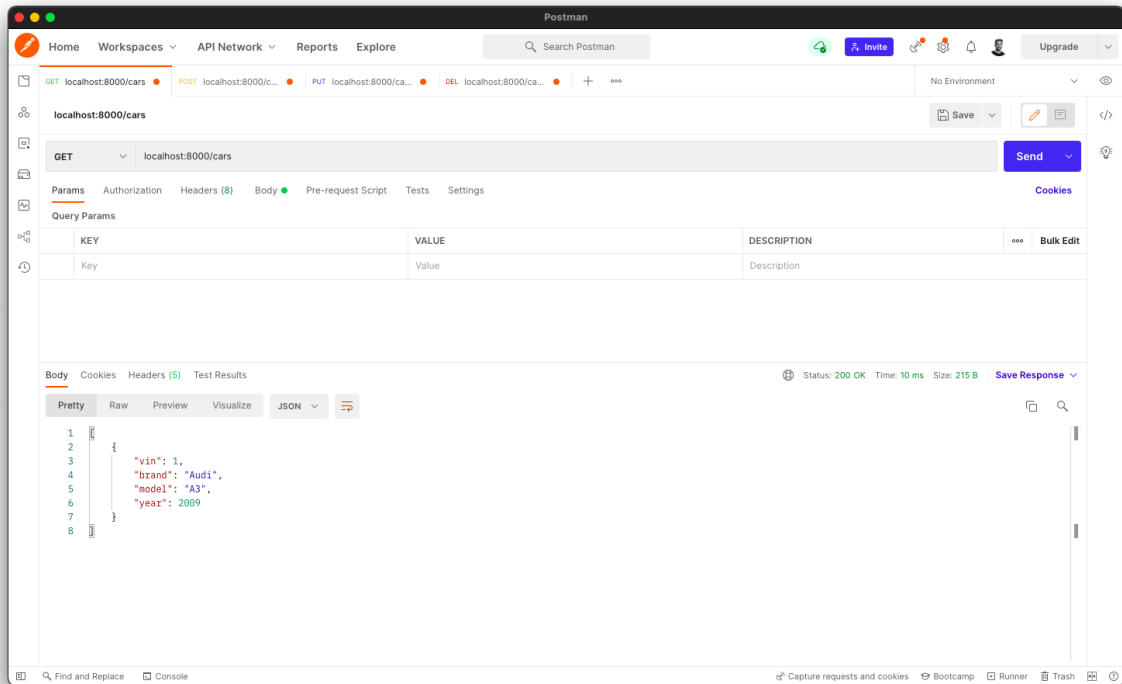 Postman
Home Workspaces API Network Reports Explore Search Postman Invite Upgrade
GET localhost:8000/cars POST localhost:8000/c... PUT localhost:8000/ca... DEL localhost:8000/ca... No Environment
localhost:8000/cars Save
GET localhost:8000/cars Send
Params Authorization Headers (8) Body Pre-request Script Tests Settings Cookies
Query Params
KEY VALUE DESCRIPTION Bulk Edit
Key Value Description
Body Cookies Headers (5) Test Results Status: 200 OK Time: 10 ms Size: 215 B Save Response
Pretty Raw Preview Visualize JSON
1 [
2 {
3 "vin": 1,
4 "brand": "Audi",
5 "model": "A3",
6 "year": 2009
7 }
8 ]
Find and Replace Console Capture requests and cookies Bootcamp Runner Trash